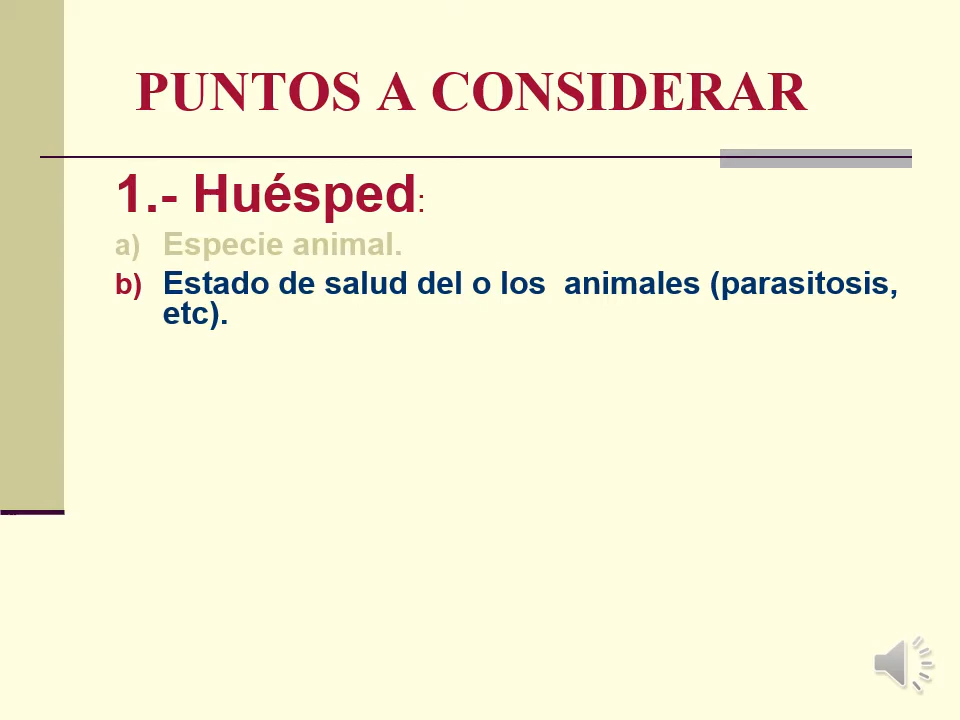 PUNTOS A CONSIDERAR
1.- Huésped:
a) Especie animal.
b) Estado de salud del o los  animales (parasitosis,
etc).